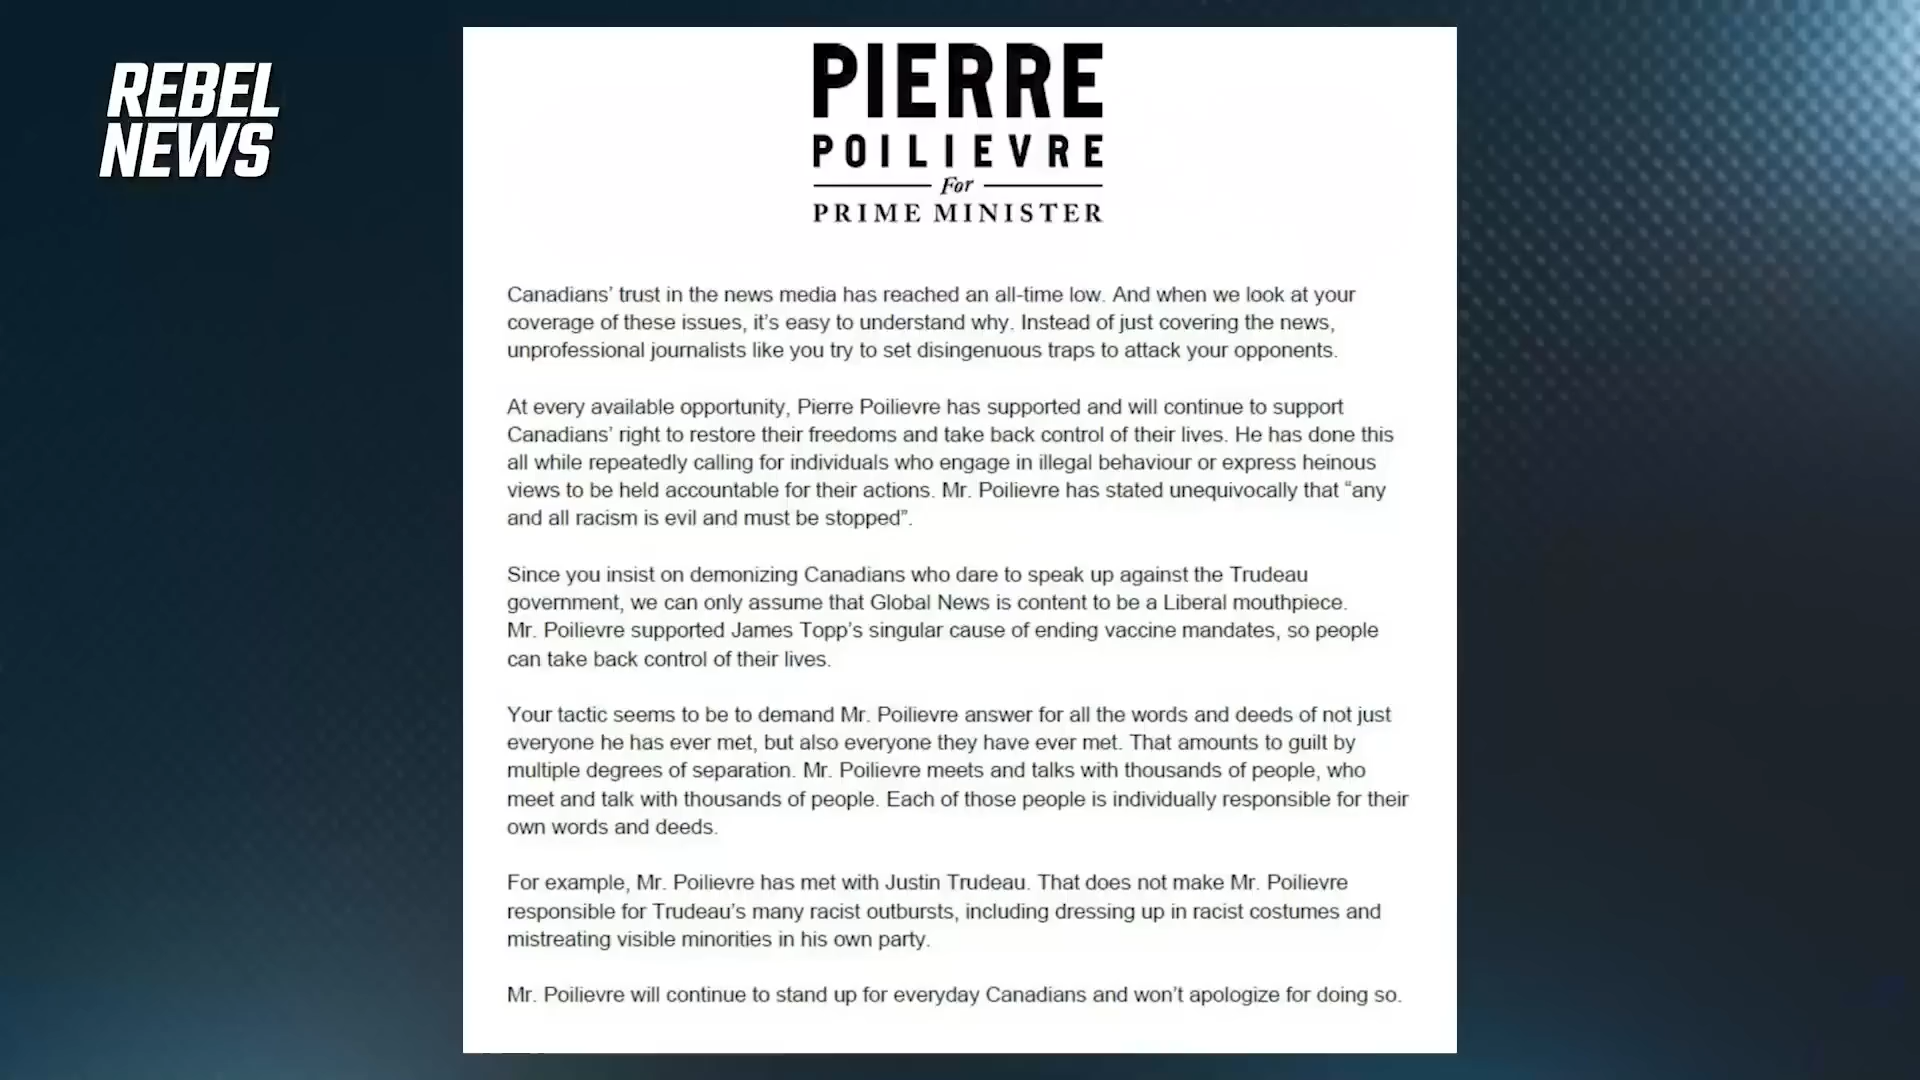 REBEL
NEWS
PIERRE
POILIEVRE
For
PRIME MINISTER
Canadians' trust in the news media has reached an all-time low. And when we look at your
coverage of these issues, it's easy to understand why. Instead of just covering the news,
unprofessional journalists like you try to set disingenuous traps to attack your opponents.
At every available opportunity, Pierre Poilievre has supported and will continue to support
Canadians' right to restore their freedoms and take back control of their lives. He has done this
all while repeatedly calling for individuals who engage in illegal behaviour or express heinous
views to be held accountable for their actions. Mr. Poilievre has stated unequivocally that “any
and all racism is evil and must be stopped”.
Since you insist on demonizing Canadians who dare to speak up against the Trudeau
government, we can only assume that Global News is content to be a Liberal mouthpiece.
Mr. Poilievre supported James Topp's singular cause of ending vaccine mandates, so people
can take back control of their lives.
Your tactic seems to be to demand Mr. Poilievre answer for all the words and deeds of not just
everyone he has ever met, but also everyone they have ever met. That amounts to guilt by
multiple degrees of separation. Mr. Poilievre meets and talks with thousands of people, who
meet and talk with thousands of people. Each of those people is individually responsible for their
own words and deeds.
For example, Mr. Poilievre has met with Justin Trudeau. That does not make Mr. Poilievre
responsible for Trudeau's many racist outbursts, including dressing up in racist costumes and
mistreating visible minorities in his own party.
Mr. Poilievre will continue to stand up for everyday Canadians and won't apologize for doing so.